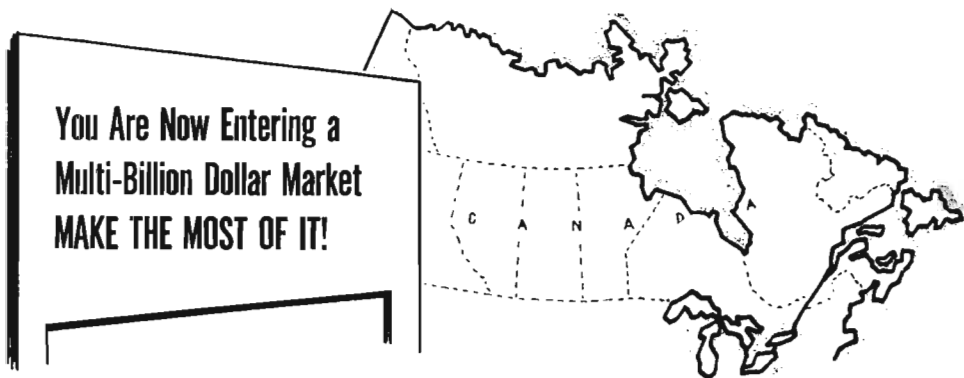 You Are Now Entering a
Multi-Billion Dollar Market
MAKE THE MOST OF IT!
C A N A D A